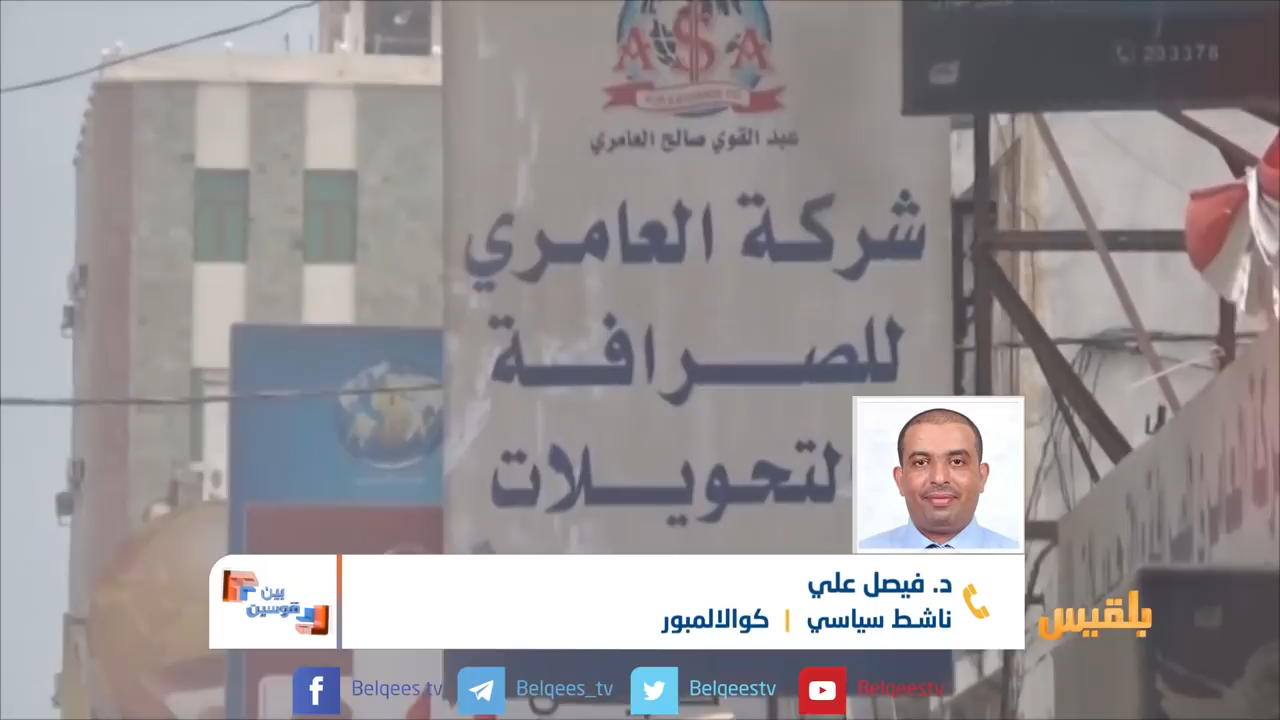 A$A
233378
عبد القوي صالح العامري
شركة العامري
للصرافة
التحويلات
د. فيصل علي
ناشط سياسي | كوالالمبور
بين
قوسين
بلقيس
Belqees.tv
Belqees_tv
Belqeestv
Belqeestv